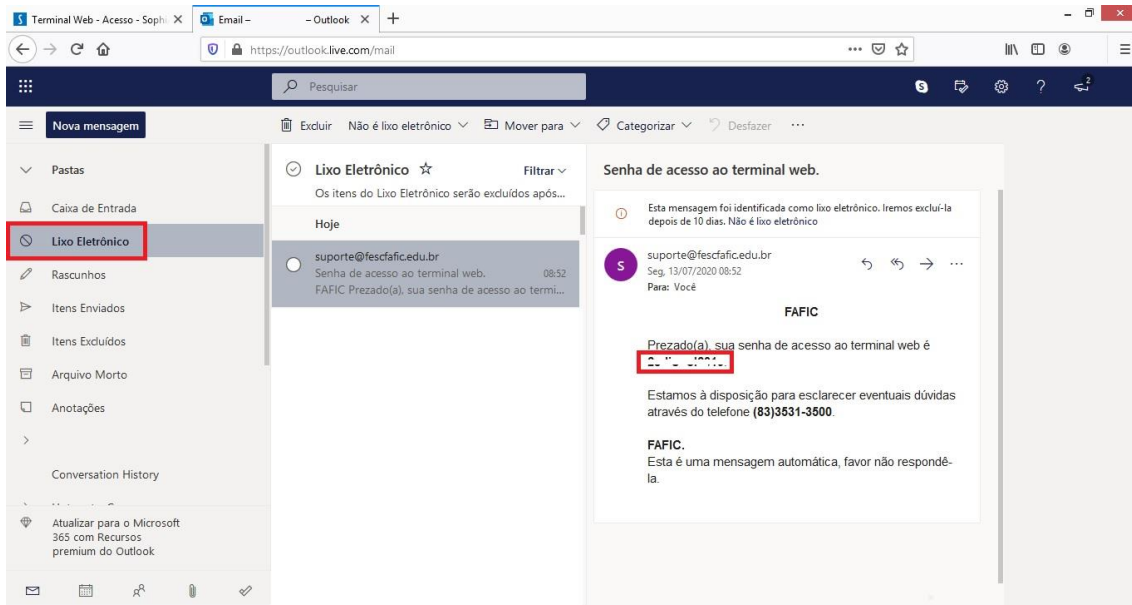 Terminal Web - Acesso - Soph
Email –
– Outlook
https://outlook.live.com/mail
Pesquisar
2
Nova mensagem
Excluir
Não é lixo eletrônico
Mover para
Categorizar
Desfazer
Pastas
Caixa de Entrada
Lixo Eletrônico
Rascunhos
Itens Enviados
Itens Excluídos
Arquivo Morto
Anotações
Conversation History
Atualizar para o Microsoft
365 com Recursos
premium do Outlook
Lixo Eletrônico
Filtrar
Os itens do Lixo Eletrônico serão excluídos após...
Hoje
suporte@fescfafic.edu.br
Senha de acesso ao terminal web. 08:52
FAFIC Prezado(a), sua senha de acesso ao termi...
Senha de acesso ao terminal web.
Esta mensagem foi identificada como lixo eletrônico. Iremos excluí-la
depois de 10 dias. Não é lixo eletrônico
S
suporte@fescfafic.edu.br
Seg, 13/07/2020 08:52
Para: Você
FAFIC
Prezado(a), sua senha de acesso ao terminal web é
Estamos à disposição para esclarecer eventuais dúvidas
através do telefone (83)3531-3500.
FAFIC.
Esta é uma mensagem automática, favor não respondê-
la.